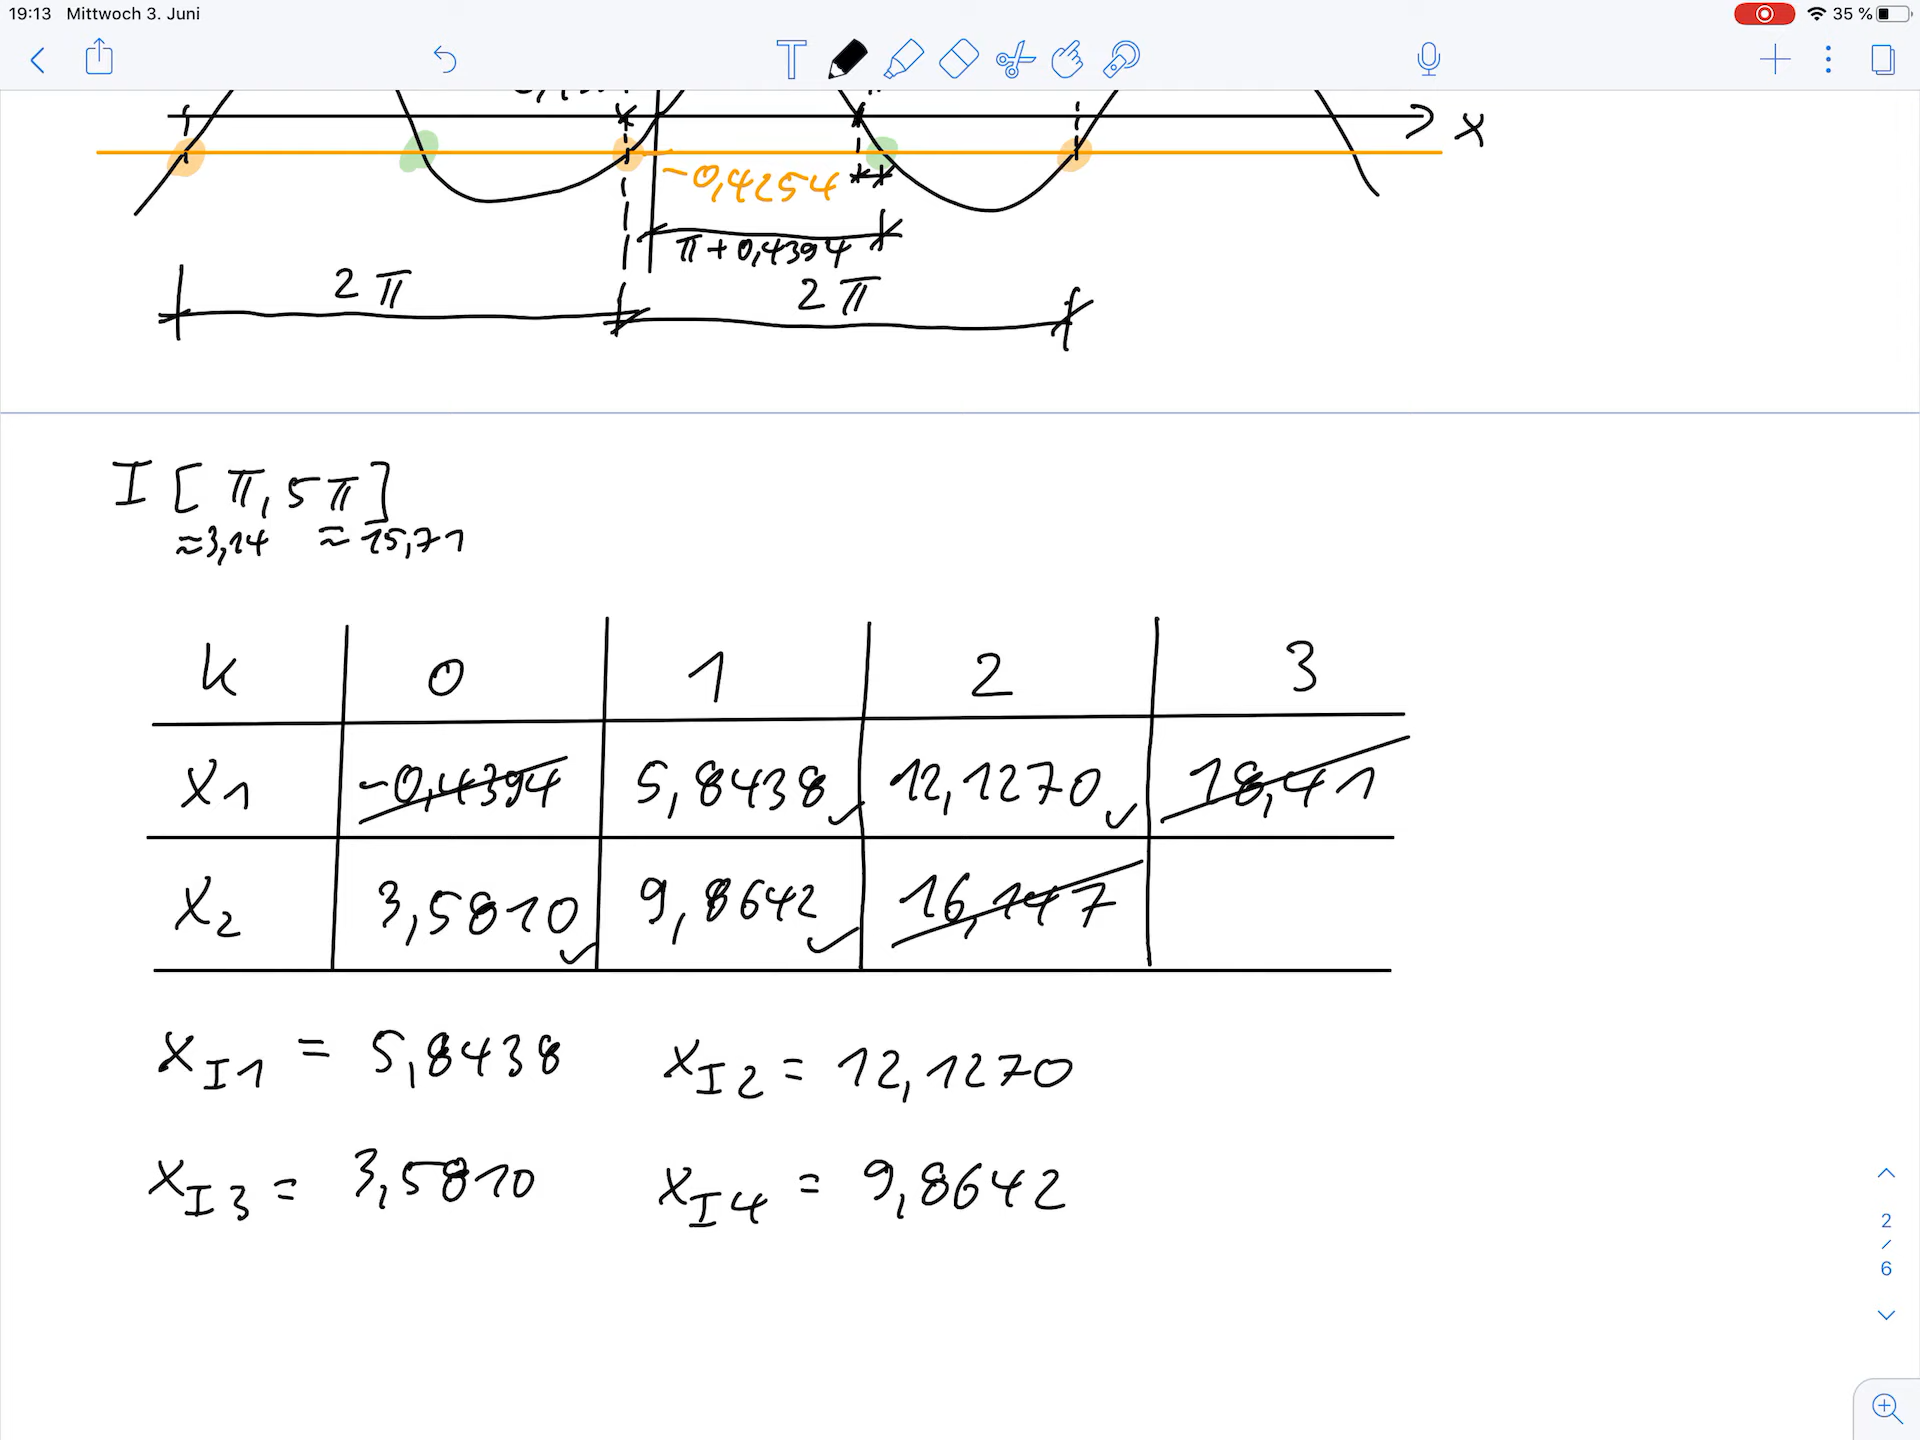 19:13 Mittwoch 3. Juni 35 %
T
x
-0,4254
π + 0,4394
2π 2π
I [π, 5π]
≈3,14 ≈15,71
k 0 1 2 3
x1 -0,4394 5,8438 ✓ 12,1270 ✓ 18,41
x2 3,5810 ✓ 9,8642 ✓ 16,147
xI1 = 5,8438 xI2 = 12,1270
xI3 = 3,5810 xI4 = 9,8642
2
/
6